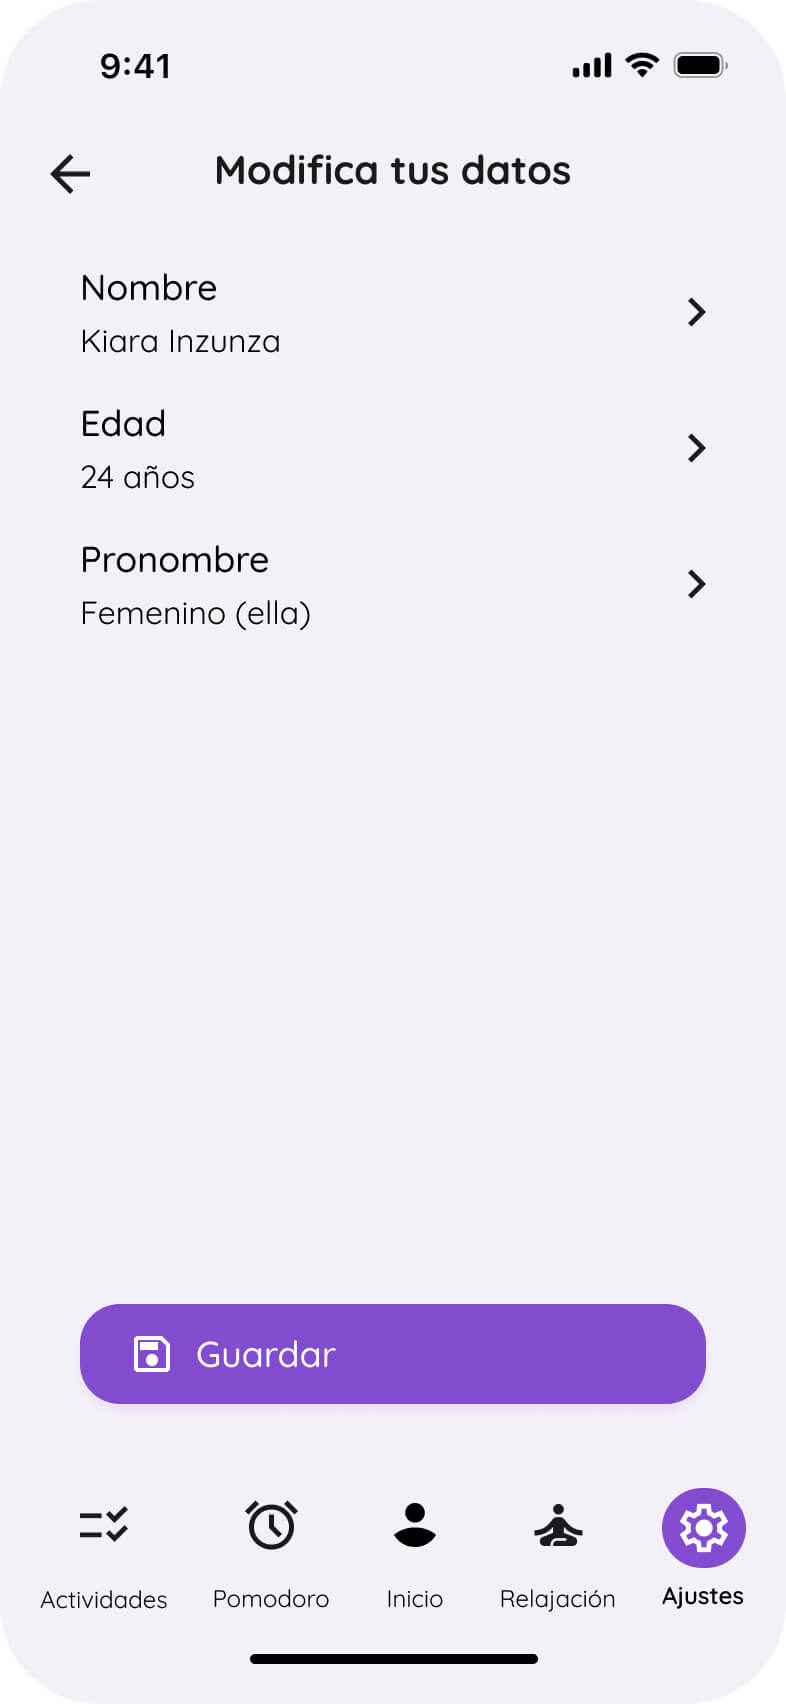 9:41
Modifica tus datos
Nombre
Kiara Inzunza
Edad
24 años
Pronombre
Femenino (ella)
Guardar
Actividades
Pomodoro
Inicio
Relajación
Ajustes